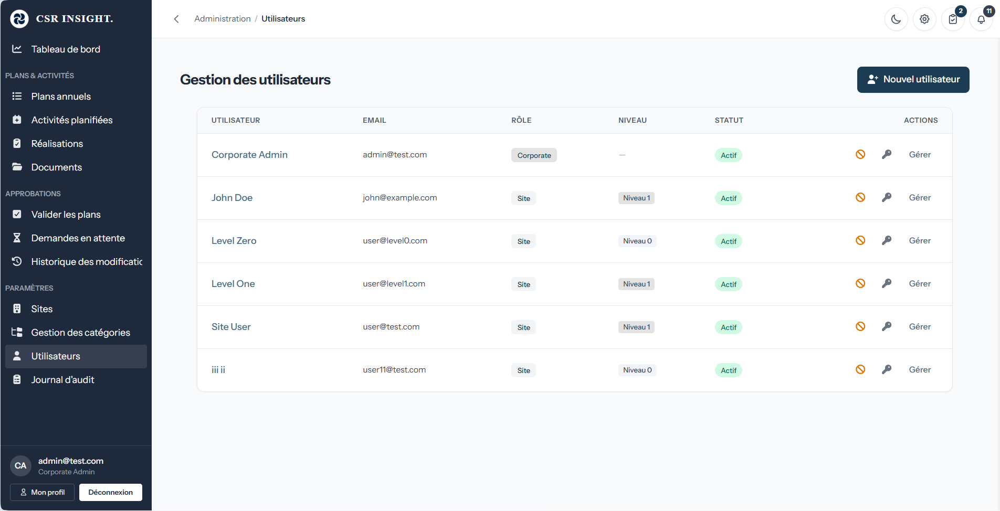 CSR INSIGHT.
Tableau de bord
PLANS & ACTIVITÉS
Plans annuels
Activités planifiées
Réalisations
Documents
APPROBATIONS
Valider les plans
Demandes en attente
Historique des modificatic
PARAMÈTRES
Sites
Gestion des catégories
Utilisateurs
Journal d'audit
CA
admin@test.com
Corporate Admin
Mon profil
Déconnexion
Administration / Utilisateurs
2
11
Gestion des utilisateurs
Nouvel utilisateur
UTILISATEUR EMAIL RÔLE NIVEAU STATUT ACTIONS
Corporate Admin admin@test.com Corporate — Actif Gérer
John Doe john@example.com Site Niveau 1 Actif Gérer
Level Zero user@level0.com Site Niveau 0 Actif Gérer
Level One user@level1.com Site Niveau 1 Actif Gérer
Site User user@test.com Site Niveau 1 Actif Gérer
iii ii user11@test.com Site Niveau 0 Actif Gérer